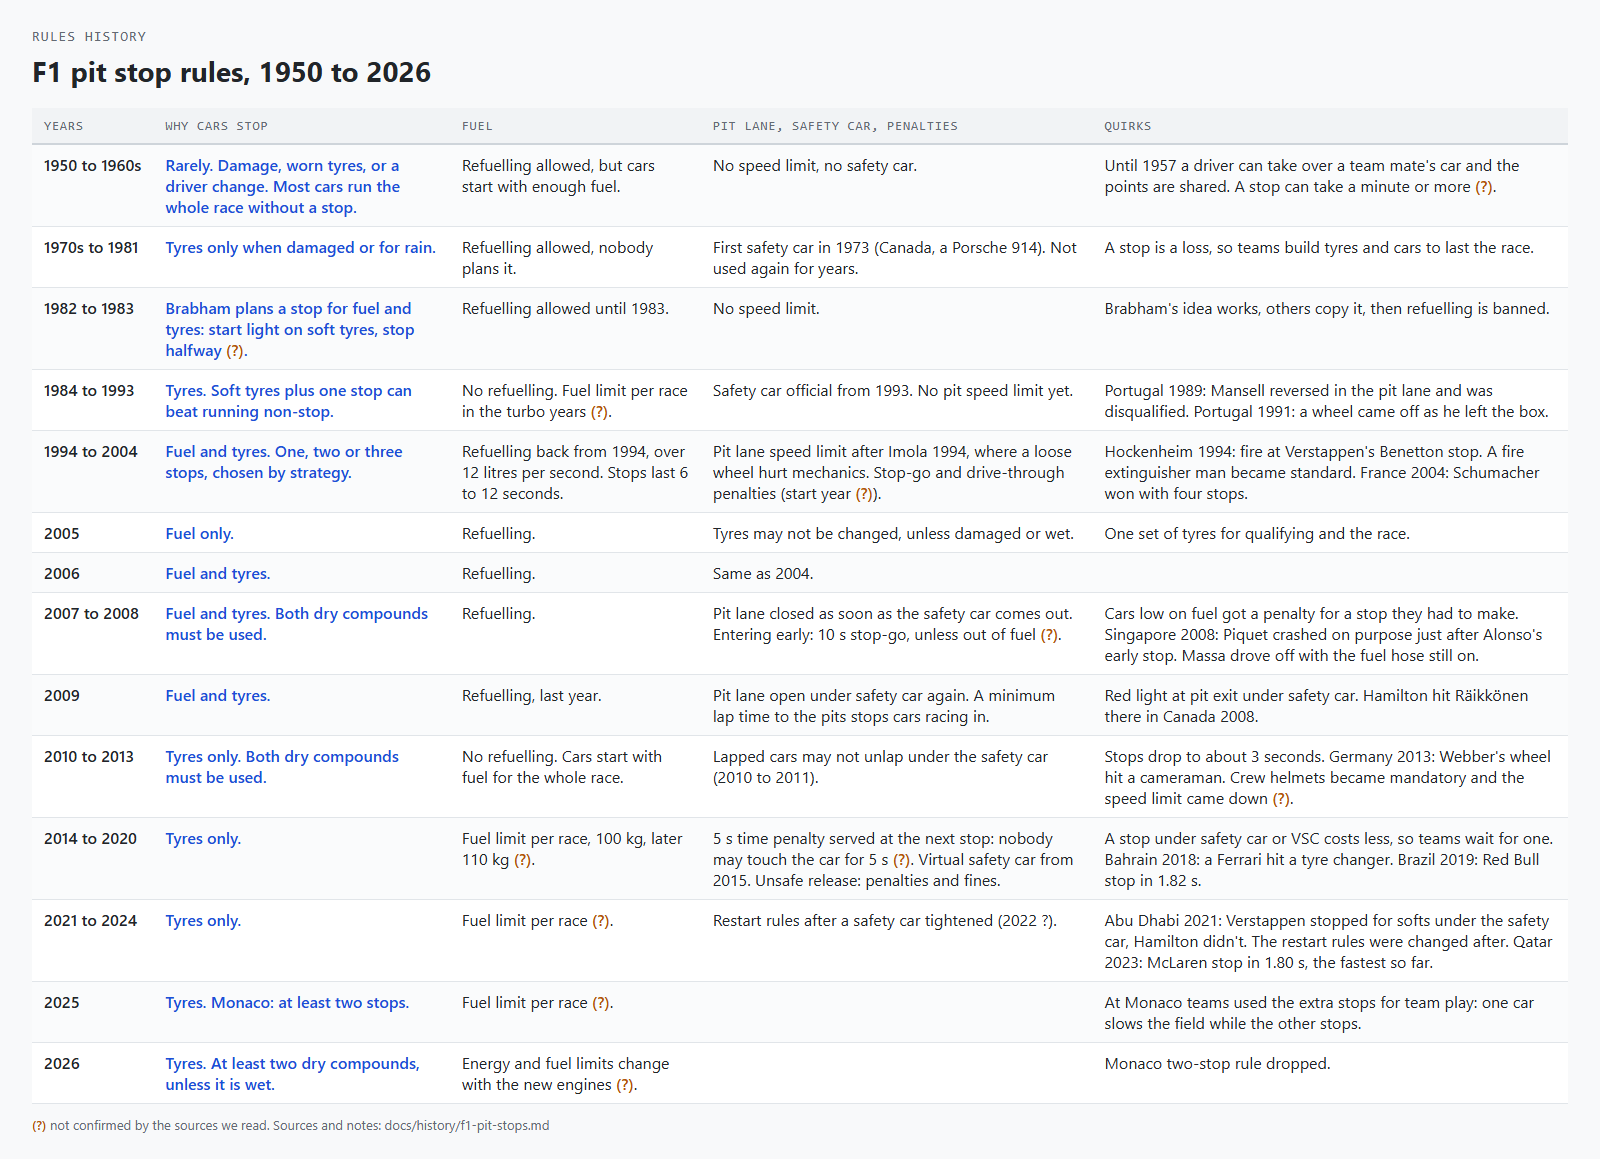 RULES HISTORY
F1 pit stop rules, 1950 to 2026
YEARS WHY CARS STOP FUEL PIT LANE, SAFETY CAR, PENALTIES QUIRKS
1950 to 1960s
Rarely. Damage, worn tyres, or a
driver change. Most cars run the
whole race without a stop.
Refuelling allowed, but cars
start with enough fuel.
No speed limit, no safety car.
Until 1957 a driver can take over a team mate's car and the
points are shared. A stop can take a minute or more (?).
1970s to 1981
Tyres only when damaged or for rain.
Refuelling allowed, nobody
plans it.
First safety car in 1973 (Canada, a Porsche 914). Not
used again for years.
A stop is a loss, so teams build tyres and cars to last the race.
1982 to 1983
Brabham plans a stop for fuel and
tyres: start light on soft tyres, stop
halfway (?).
Refuelling allowed until 1983.
No speed limit.
Brabham's idea works, others copy it, then refuelling is banned.
1984 to 1993
Tyres. Soft tyres plus one stop can
beat running non-stop.
No refuelling. Fuel limit per race
in the turbo years (?).
Safety car official from 1993. No pit speed limit yet.
Portugal 1989: Mansell reversed in the pit lane and was
disqualified. Portugal 1991: a wheel came off as he left the box.
1994 to 2004
Fuel and tyres. One, two or three
stops, chosen by strategy.
Refuelling back from 1994, over
12 litres per second. Stops last 6
to 12 seconds.
Pit lane speed limit after Imola 1994, where a loose
wheel hurt mechanics. Stop-go and drive-through
penalties (start year (?)).
Hockenheim 1994: fire at Verstappen's Benetton stop. A fire
extinguisher man became standard. France 2004: Schumacher
won with four stops.
2005
Fuel only.
Refuelling.
Tyres may not be changed, unless damaged or wet.
One set of tyres for qualifying and the race.
2006
Fuel and tyres.
Refuelling.
Same as 2004.
2007 to 2008
Fuel and tyres. Both dry compounds
must be used.
Refuelling.
Pit lane closed as soon as the safety car comes out.
Entering early: 10 s stop-go, unless out of fuel (?).
Cars low on fuel got a penalty for a stop they had to make.
Singapore 2008: Piquet crashed on purpose just after Alonso's
early stop. Massa drove off with the fuel hose still on.
2009
Fuel and tyres.
Refuelling, last year.
Pit lane open under safety car again. A minimum
lap time to the pits stops cars racing in.
Red light at pit exit under safety car. Hamilton hit Räikkönen
there in Canada 2008.
2010 to 2013
Tyres only. Both dry compounds
must be used.
No refuelling. Cars start with
fuel for the whole race.
Lapped cars may not unlap under the safety car
(2010 to 2011).
Stops drop to about 3 seconds. Germany 2013: Webber's wheel
hit a cameraman. Crew helmets became mandatory and the
speed limit came down (?).
2014 to 2020
Tyres only.
Fuel limit per race, 100 kg, later
110 kg (?).
5 s time penalty served at the next stop: nobody
may touch the car for 5 s (?). Virtual safety car from
2015. Unsafe release: penalties and fines.
A stop under safety car or VSC costs less, so teams wait for one.
Bahrain 2018: a Ferrari hit a tyre changer. Brazil 2019: Red Bull
stop in 1.82 s.
2021 to 2024
Tyres only.
Fuel limit per race (?).
Restart rules after a safety car tightened (2022 ?).
Abu Dhabi 2021: Verstappen stopped for softs under the safety
car, Hamilton didn't. The restart rules were changed after. Qatar
2023: McLaren stop in 1.80 s, the fastest so far.
2025
Tyres. Monaco: at least two stops.
Fuel limit per race (?).
At Monaco teams used the extra stops for team play: one car
slows the field while the other stops.
2026
Tyres. At least two dry compounds,
unless it is wet.
Energy and fuel limits change
with the new engines (?).
Monaco two-stop rule dropped.
(?) not confirmed by the sources we read. Sources and notes: docs/history/f1-pit-stops.md